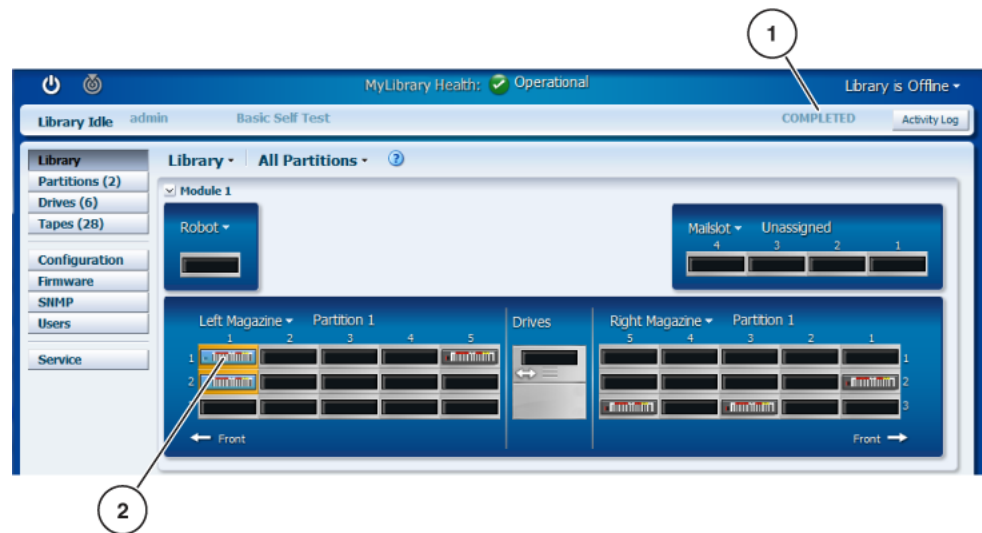 1
MyLibrary Health: Operational
Library is Offline
Library Idle admin Basic Self Test COMPLETED Activity Log
Library
Partitions (2)
Drives (6)
Tapes (28)
Configuration
Firmware
SNMP
Users
Service
Library All Partitions ?
Module 1
Robot
Mailslot Unassigned
4 3 2 1
Left Magazine Partition 1
1 2 3 4 5
1
2
Front
Drives
Right Magazine Partition 1
5 4 3 2 1
1
2
3
Front
2